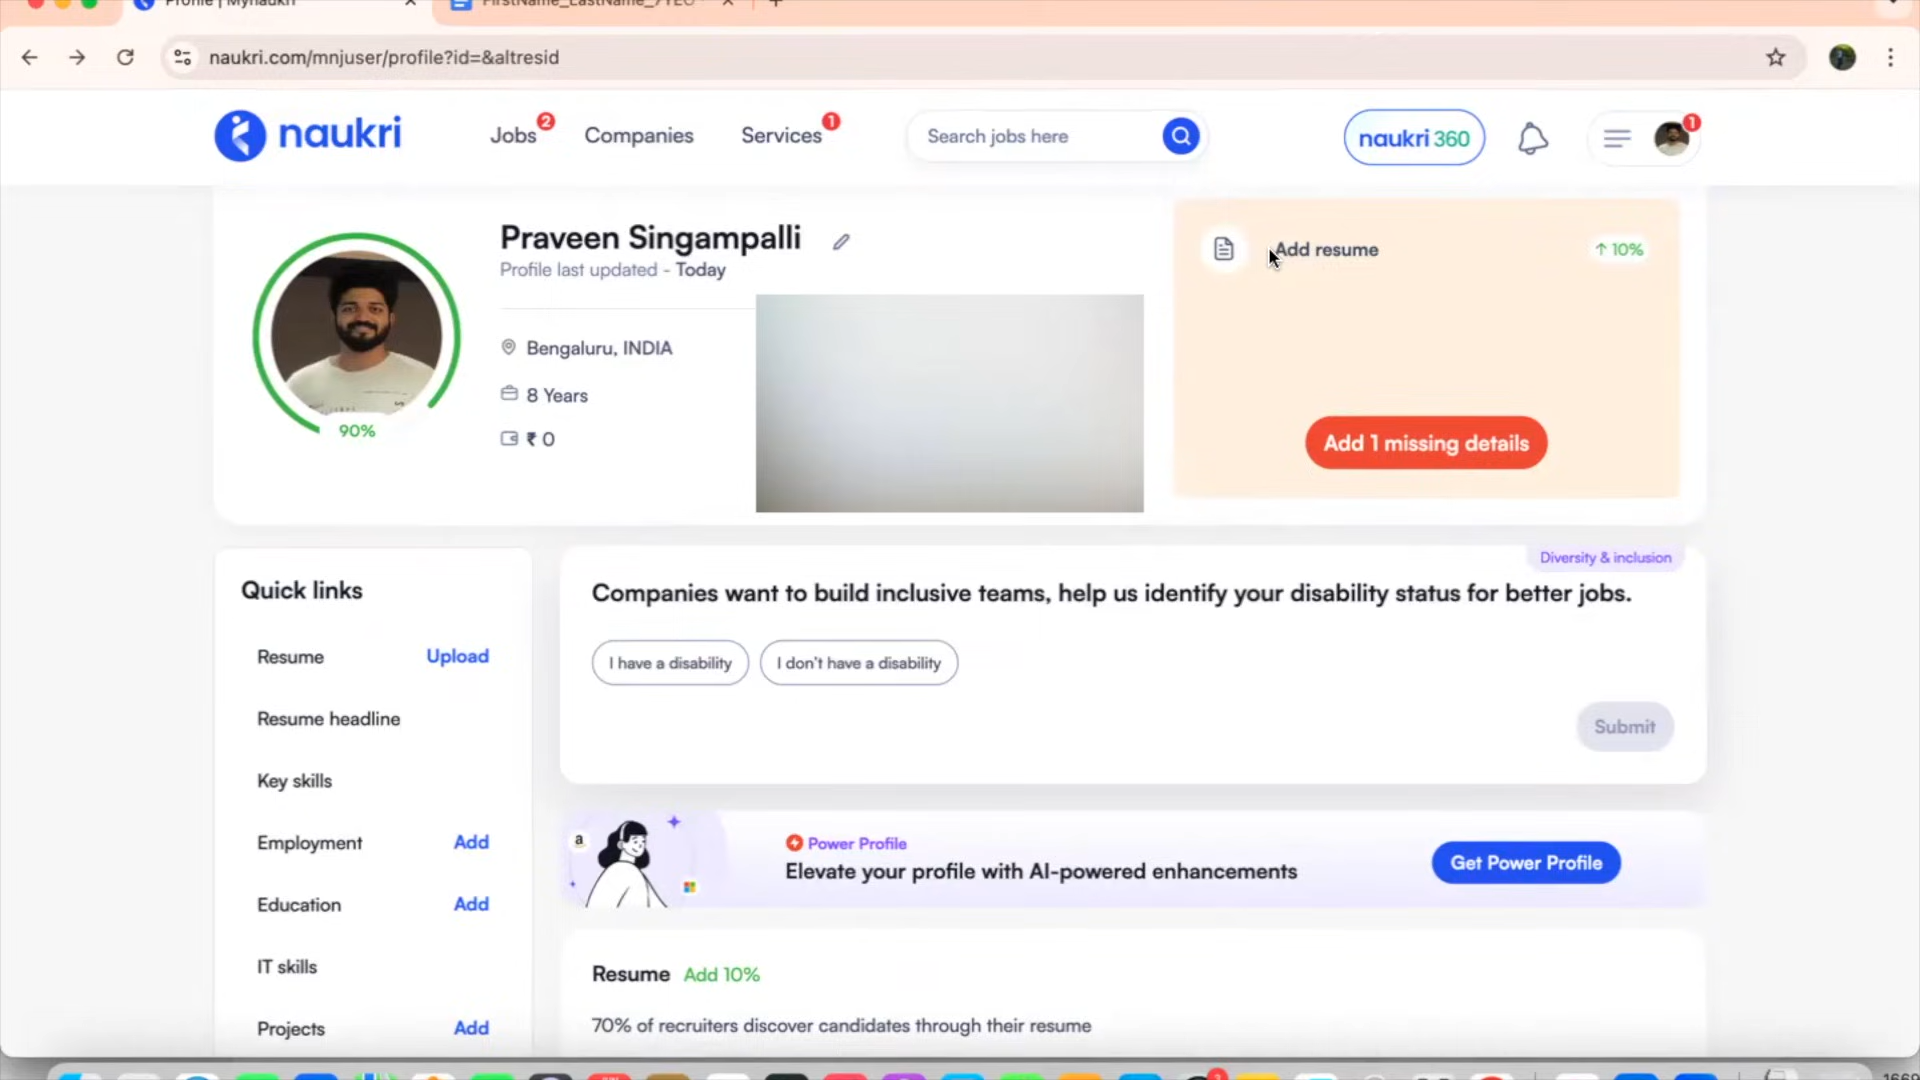 Profile | Mynaukri
FirstName_LastName_7YEO
naukri.com/mnjuser/profile?id=&altresid
naukri
Jobs 2
Companies
Services 1
Search jobs here
naukri 360
1
Praveen Singampalli
Profile last updated - Today
Bengaluru, INDIA
8 Years
₹ 0
90%
Add resume
↑ 10%
Add 1 missing details
Quick links
Resume Upload
Resume headline
Key skills
Employment Add
Education Add
IT skills
Projects Add
Diversity & inclusion
Companies want to build inclusive teams, help us identify your disability status for better jobs.
I have a disability
I don't have a disability
Submit
a
Power Profile
Elevate your profile with AI-powered enhancements
Get Power Profile
Resume Add 10%
70% of recruiters discover candidates through their resume